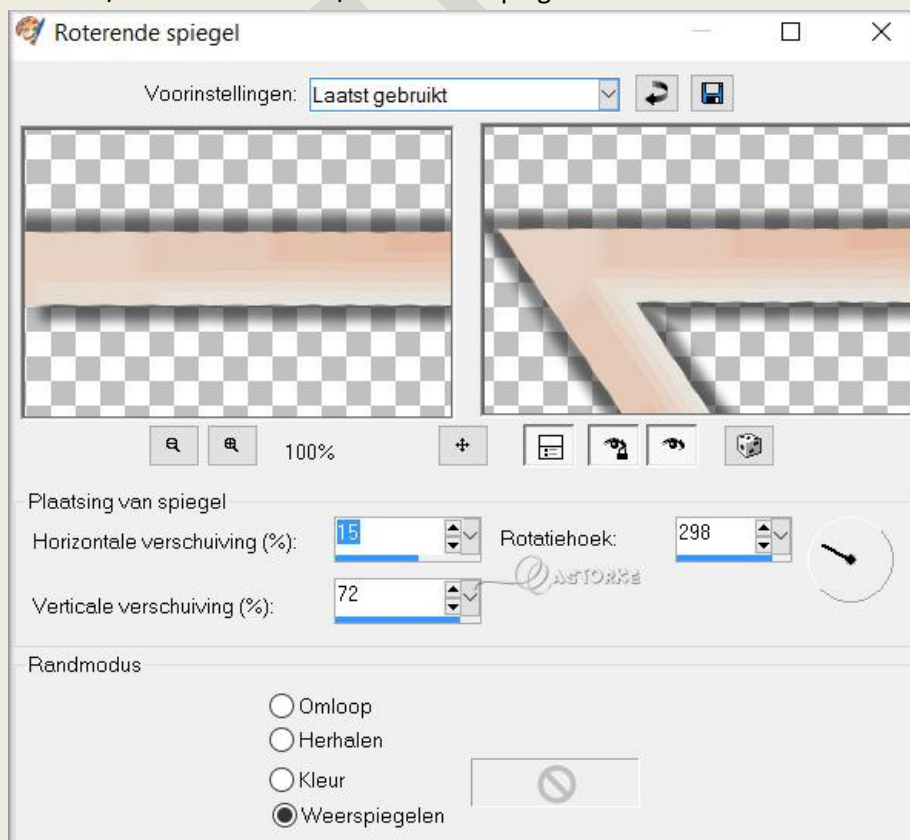 Roterende spiegel
Voorinstellingen: Laatst gebruikt
100%
Plaatsing van spiegel
Horizontale verschuiving (%): 15
Rotatiehoek: 298
Verticale verschuiving (%): 72
Randmodus
Omloop
Herhalen
Kleur
Weerspiegelen